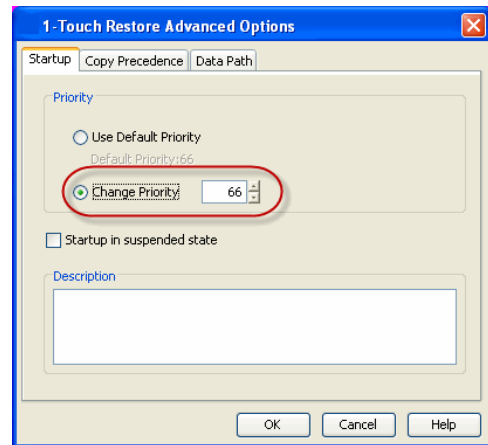 1-Touch Restore Advanced Options
Startup Copy Precedence Data Path
Priority
Use Default Priority
Default Priority:66
Change Priority 66
Startup in suspended state
Description
OK Cancel Help